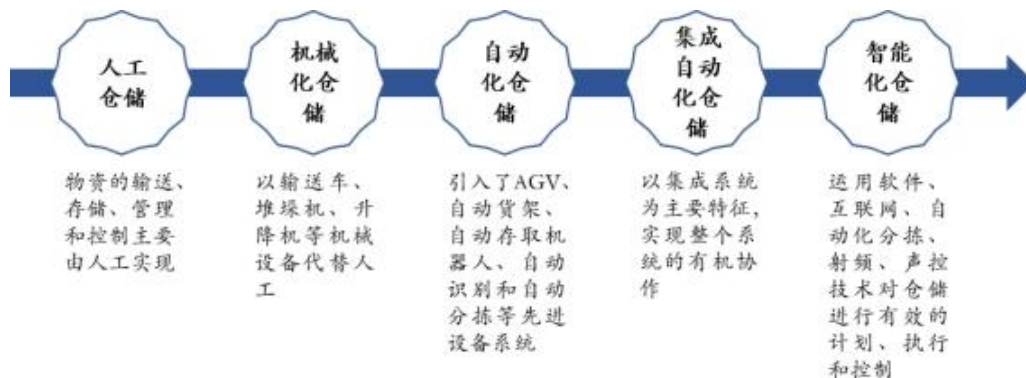 人工
仓储
物资的输送、
存储、管理
和控制主要
由人工实现
机械
化仓
储
以输送车、
堆垛机、升
降机等机械
设备代替人
工
自动
化仓
储
引入了AGV、
自动货架、
自动存取机
器人、自动
识别和自动
分拣等先进
设备系统
集成
自动
化仓
储
以集成系统
为主要特征，
实现整个系
统的有机协
作
智能
化仓
储
运用软件、
互联网、自
动化分拣、
射频、声控
技术对仓储
进行有效的
计划、执行
和控制